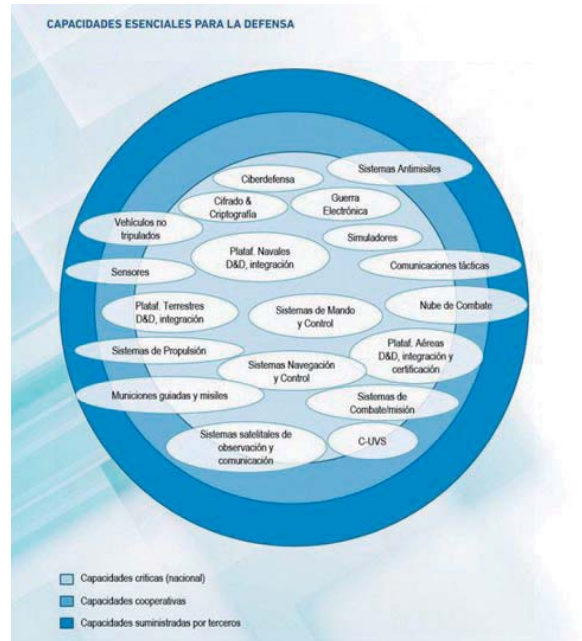 CAPACIDADES ESENCIALES PARA LA DEFENSA
Sistemas Antimisiles
Ciberdefensa
Cifrado &
Criptografía
Guerra
Electrónica
Vehículos no
tripulados
Simuladores
Plataf. Navales
D&D, integración
Comunicaciones tácticas
Sensores
Plataf. Terrestres
D&D, integración
Sistemas de Mando
y Control
Nube de Combate
Sistemas de Propulsión
Plataf. Aéreas
D&D, integración y
certificación
Sistemas Navegación
y Control
Municiones guiadas y misiles
Sistemas de
Combate/misión
Sistemas satelitales de
observación y
comunicación
C-UVS
Capacidades críticas (nacional)
Capacidades cooperativas
Capacidades suministradas por terceros